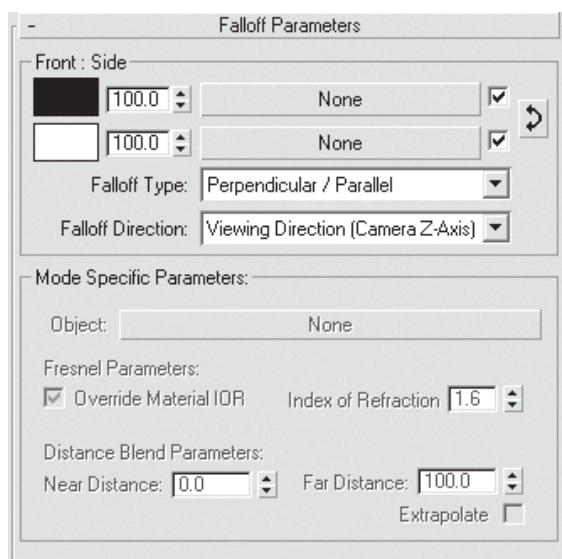 - Falloff Parameters
Front : Side
100.0 None
100.0 None
Falloff Type: Perpendicular / Parallel
Falloff Direction: Viewing Direction (Camera Z-Axis)
Mode Specific Parameters:
Object: None
Fresnel Parameters:
Override Material IOR Index of Refraction 1.6
Distance Blend Parameters:
Near Distance: 0.0 Far Distance: 100.0
Extrapolate